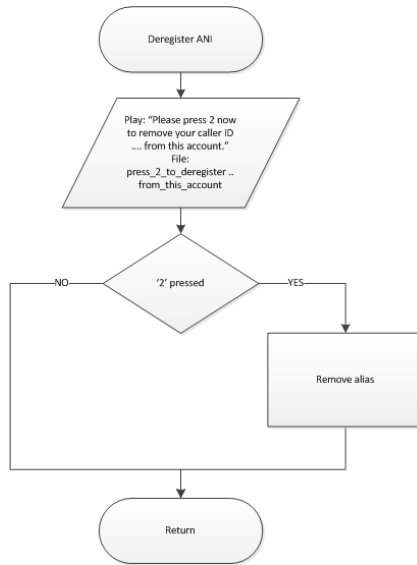 Deregister ANI
Play: “Please press 2 now
to remove your caller ID
.... from this account.”
File:
press_2_to_deregister ..
from_this_account
NO
‘2’ pressed
YES
Remove alias
Return